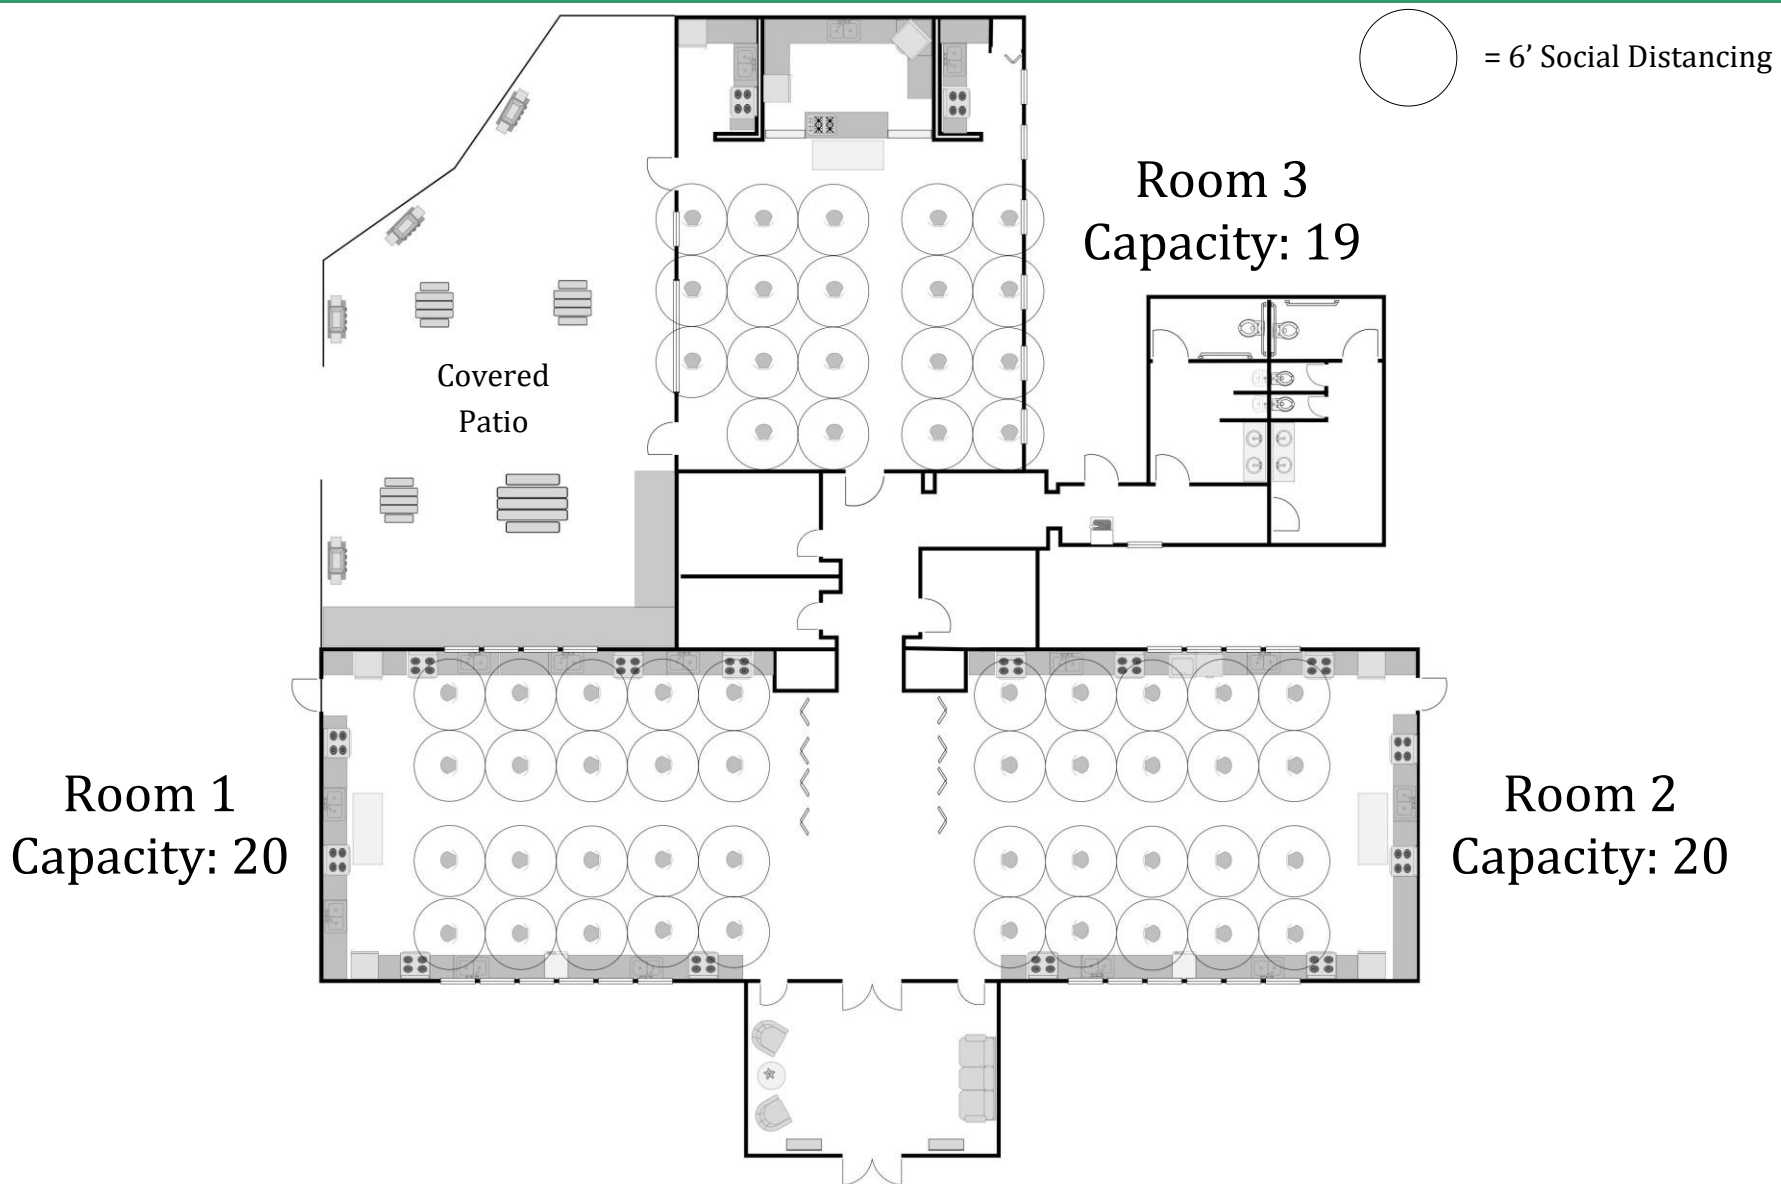 = 6’ Social Distancing
Room 3
Capacity: 19
Covered
Patio
Room 1
Capacity: 20
Room 2
Capacity: 20